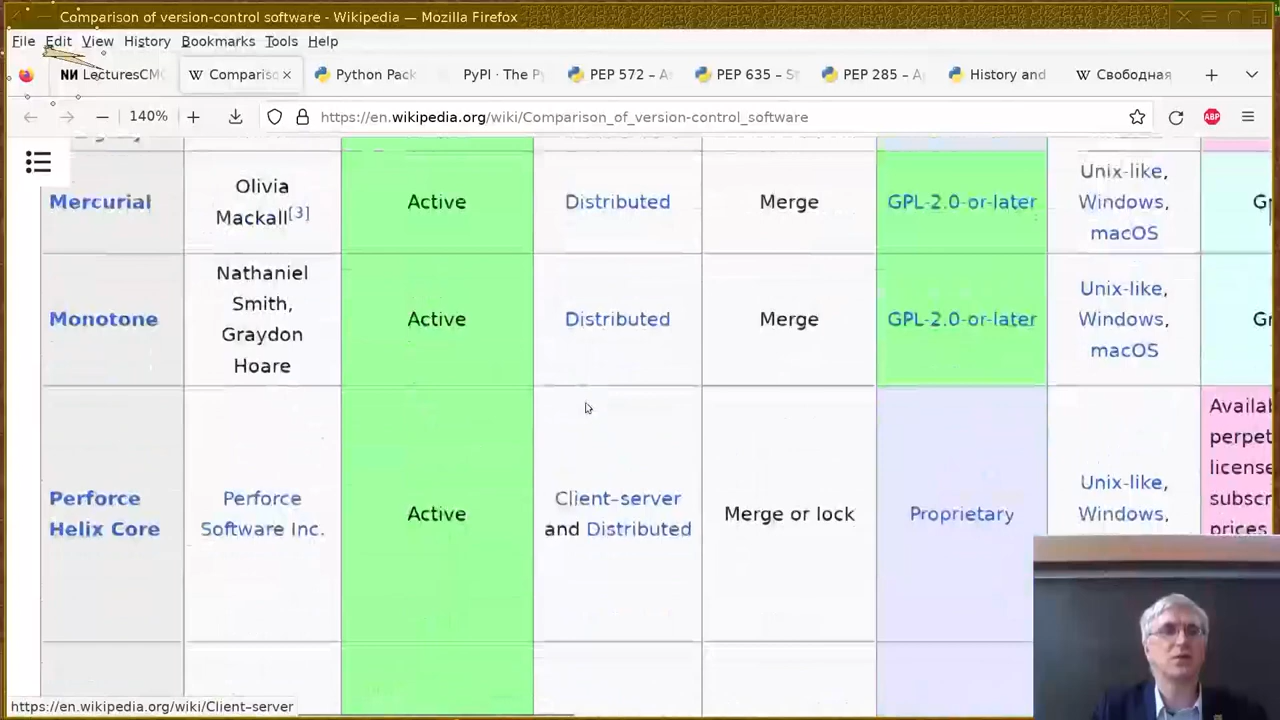 Comparison of version-control software - Wikipedia — Mozilla Firefox
File Edit View History Bookmarks Tools Help
LecturesCMC
Comparis
Python Pack
PyPI · The P
PEP 572 – A
PEP 635 – S
PEP 285 – A
History and
Свободная
140%
https://en.wikipedia.org/wiki/Comparison_of_version-control_software
ABP
Mercurial
Olivia
Mackall[3]
Active
Distributed
Merge
GPL-2.0-or-later
Unix-like,
Windows,
macOS
Monotone
Nathaniel
Smith,
Graydon
Hoare
Active
Distributed
Merge
GPL-2.0-or-later
Unix-like,
Windows,
macOS
Perforce
Helix Core
Perforce
Software Inc.
Active
Client–server
and Distributed
Merge or lock
Proprietary
Unix-like,
Windows,
Availab
perpet
license
subscr
prices
https://en.wikipedia.org/wiki/Client–server